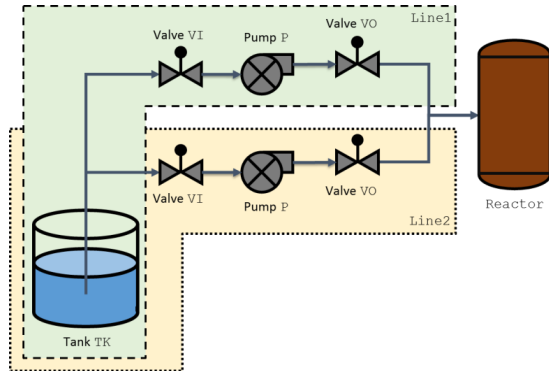 Line1
Valve VI
Pump P
Valve VO
Valve VI
Pump P
Valve VO
Line2
Reactor
Tank TK